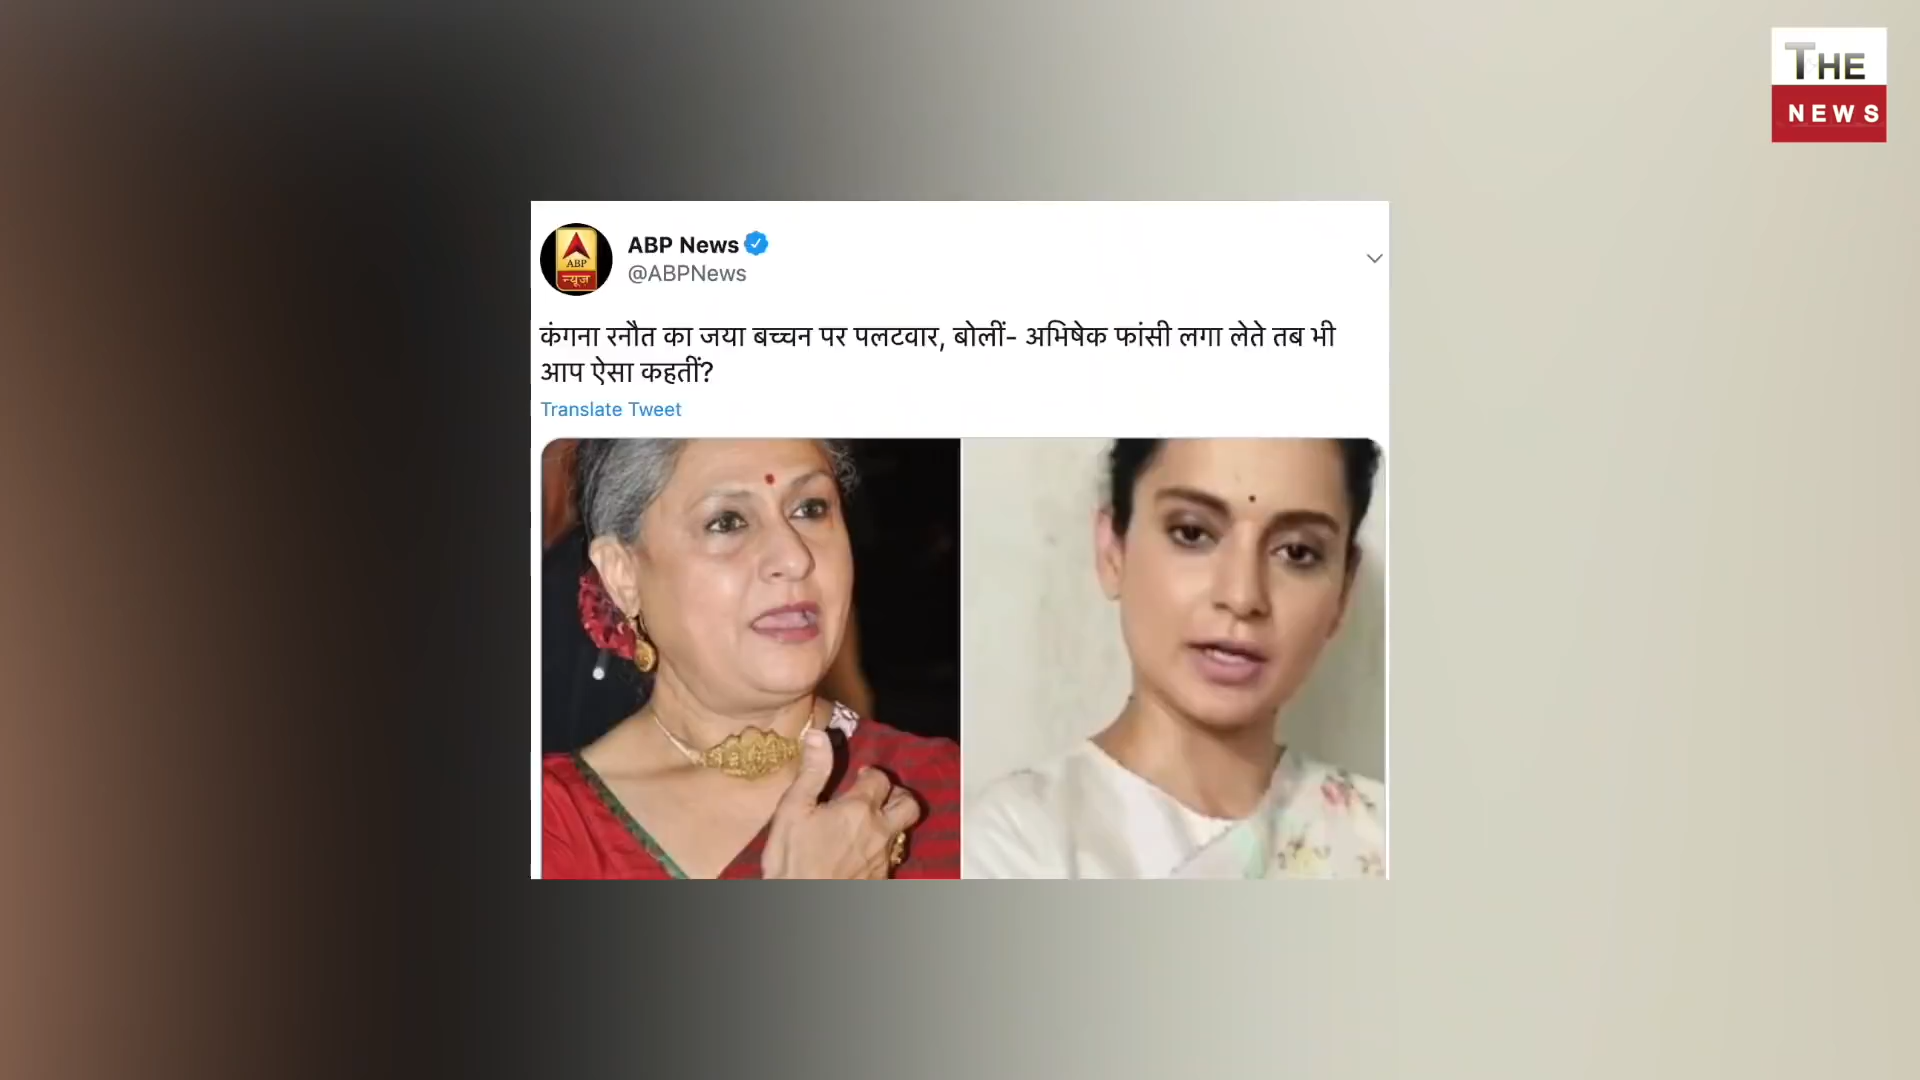 THE
NEWS
ABP News
@ABPNews
ABP
न्यूज़
कंगना रनौत का जया बच्चन पर पलटवार, बोलीं- अभिषेक फांसी लगा लेते तब भी
आप ऐसा कहतीं?
Translate Tweet